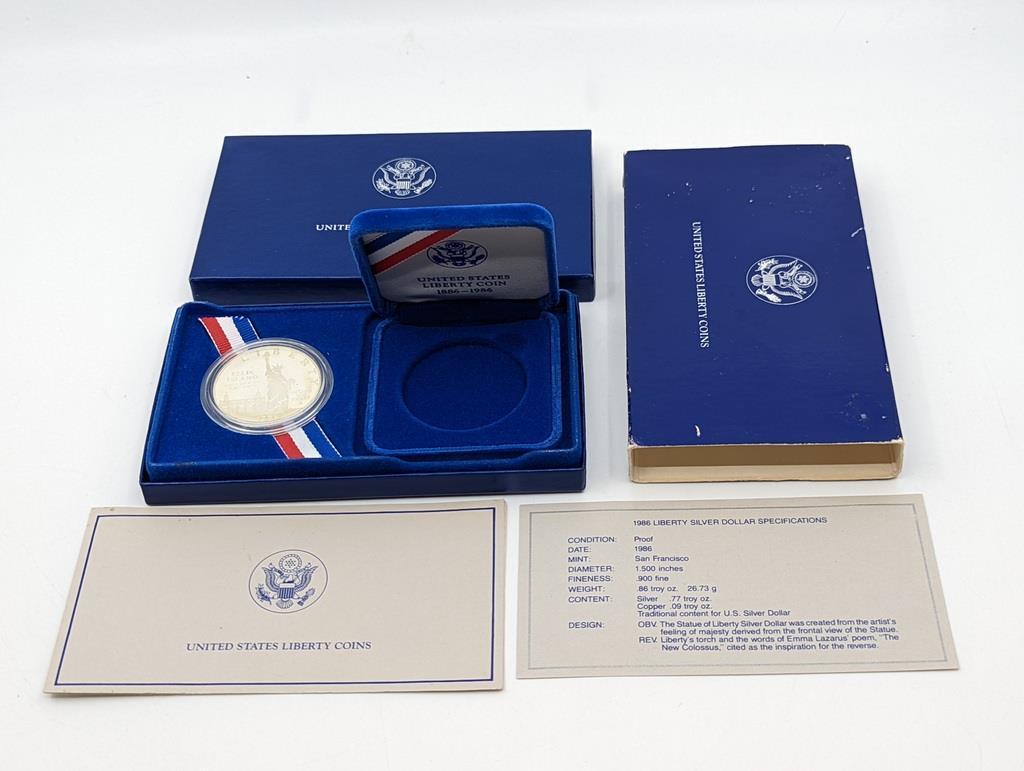 UNITE
UNITED STATES
LIBERTY COIN
1886-1986
LIBERTY
ELLIS
ISLAND
UNITED STATES LIBERTY COINS
UNITED STATES LIBERTY COINS
1986 LIBERTY SILVER DOLLAR SPECIFICATIONS
CONDITION: Proof
DATE: 1986
MINT: San Francisco
DIAMETER: 1.500 inches
FINENESS: .900 fine
WEIGHT: .86 troy oz. 26.73 g
CONTENT: Silver .77 troy oz.
Copper .09 troy oz.
Traditional content for U.S. Silver Dollar
DESIGN: OBV. The Statue of Liberty Silver Dollar was created from the artist's
feeling of majesty derived from the frontal view of the Statue.
REV. Liberty's torch and the words of Emma Lazarus' poem, "The
New Colossus," cited as the inspiration for the reverse.